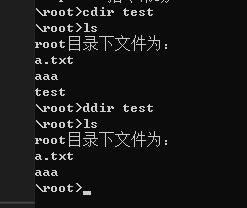 \root>cdir test
\root>ls
root目录下文件为:
a.txt
aaa
test
\root>ddir test
\root>ls
root目录下文件为:
a.txt
aaa
\root>_